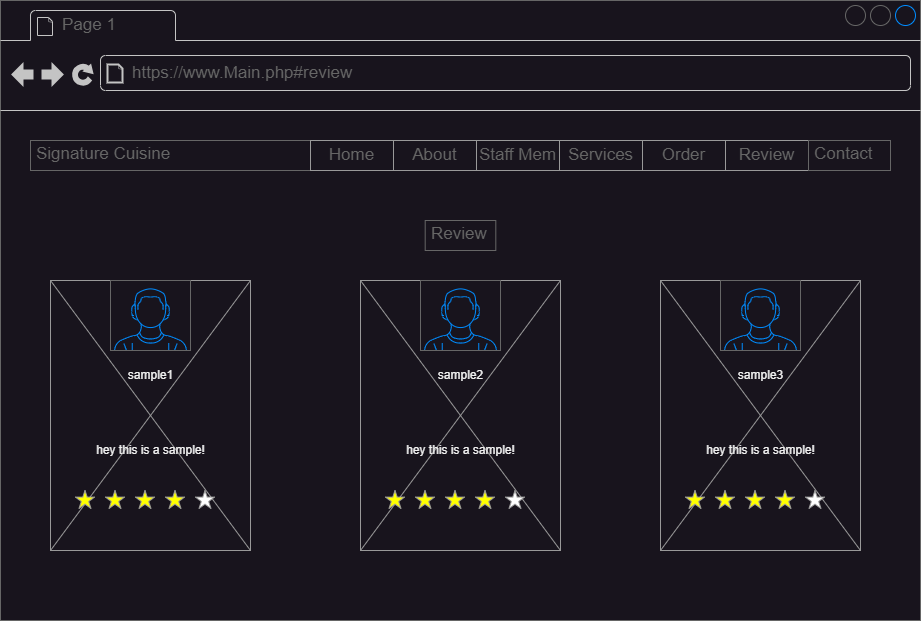 Page 1
https://www.Main.php#review
Signature Cuisine Home About Staff Mem Services Order Review Contact
Review
sample1 sample2 sample3
hey this is a sample! hey this is a sample! hey this is a sample!